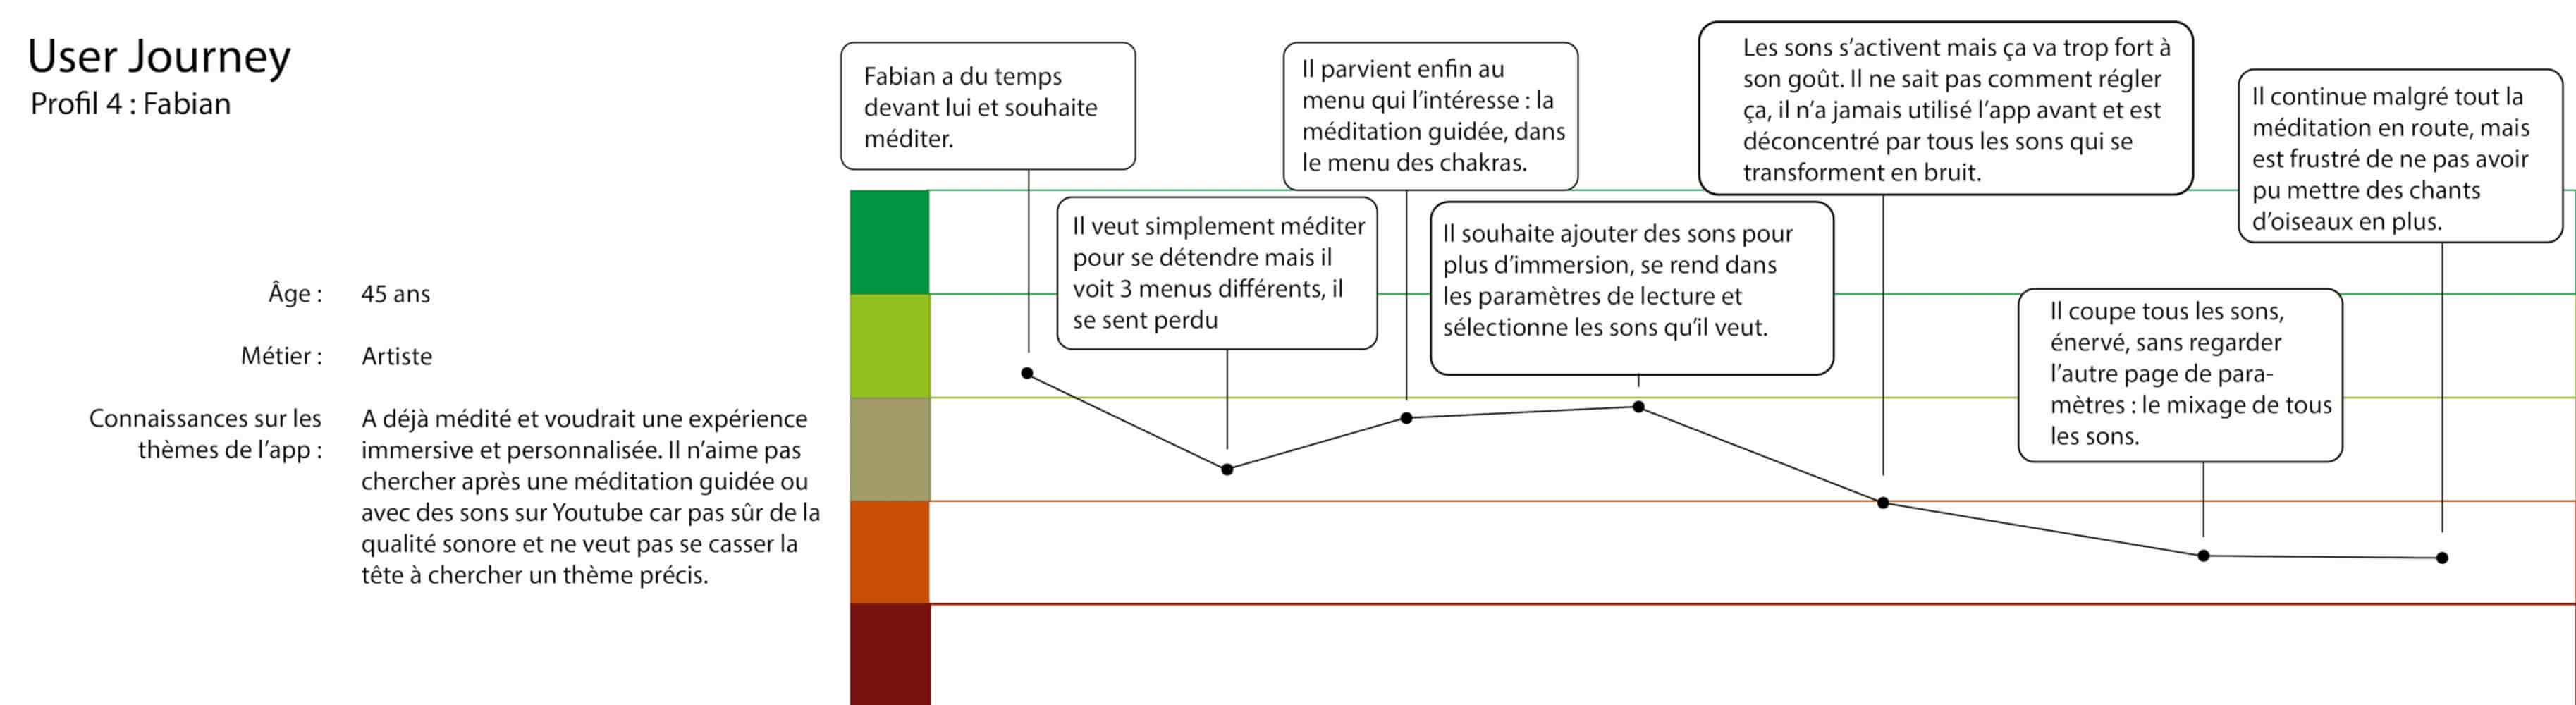 User Journey
Profil 4 : Fabian
Âge : 45 ans
Métier : Artiste
Connaissances sur les
thèmes de l’app :
A déjà médité et voudrait une expérience
immersive et personnalisée. Il n’aime pas
chercher après une méditation guidée ou
avec des sons sur Youtube car pas sûr de la
qualité sonore et ne veut pas se casser la
tête à chercher un thème précis.
Fabian a du temps
devant lui et souhaite
méditer.
Il veut simplement méditer
pour se détendre mais il
voit 3 menus différents, il
se sent perdu
Il parvient enfin au
menu qui l’intéresse : la
méditation guidée, dans
le menu des chakras.
Il souhaite ajouter des sons pour
plus d’immersion, se rend dans
les paramètres de lecture et
sélectionne les sons qu’il veut.
Les sons s’activent mais ça va trop fort à
son goût. Il ne sait pas comment régler
ça, il n’a jamais utilisé l’app avant et est
déconcentré par tous les sons qui se
transforment en bruit.
Il coupe tous les sons,
énervé, sans regarder
l’autre page de para-
mètres : le mixage de tous
les sons.
Il continue malgré tout la
méditation en route, mais
est frustré de ne pas avoir
pu mettre des chants
d’oiseaux en plus.